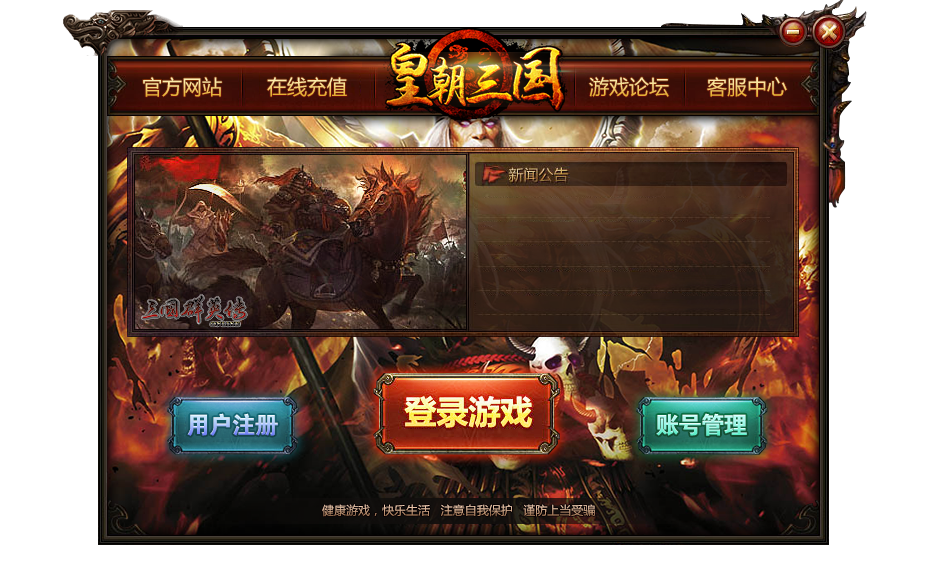 官方网站 在线充值 皇朝三国 游戏论坛 客服中心
新闻公告
三国群英传
用户注册 登录游戏 账号管理
健康游戏，快乐生活 注意自我保护 谨防上当受骗